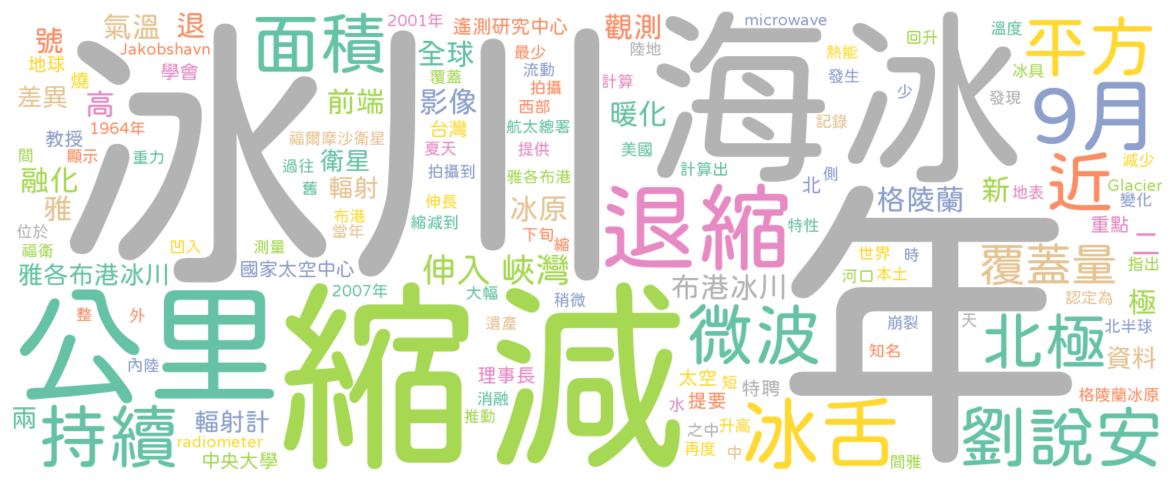 氣溫 退 2001年 遙測研究中心 觀測 microwave 回升 溫度
號 面積 全球 最少 陸地 平方
地球 Jakobshavn 冰川 流動 海冰 熱能 冰具
燒 學會 覆蓋 拍攝 計算 發生
差異 高 前端 影像 西部 暖化 少 發現 9月
1964年 台灣 航太總署 記錄
教授 福爾摩沙衛星 夏天 提供 美國
間 顯示 重力 過往 衛星 拍攝到 雅各布港 計算出 北 側 減少
融化 舊 輻射 伸長 退縮 格陵蘭 新 地表 近 Glacier
雅 布港 縮減到 冰原 變化
位於 當年 下旬 特性 年 重點
福衛 凹入 測量 縮 世界 時 二
雅各布港冰川 國家太空中心 伸入 峽灣 布港冰川 河口 本土 覆蓋量 指出
公里 2007年 大幅 稍微 認定為 極
整 外 縮減 遺產 微波 崩裂 天 北極 北半球
內陸 知名 資料
兩 持續 輻射計 理事長 太空 短 特聘 格陵蘭冰原
消融 水 提要
radiometer 推動 之中 升高 冰舌 劉說安
中央大學 再度 中 間雅